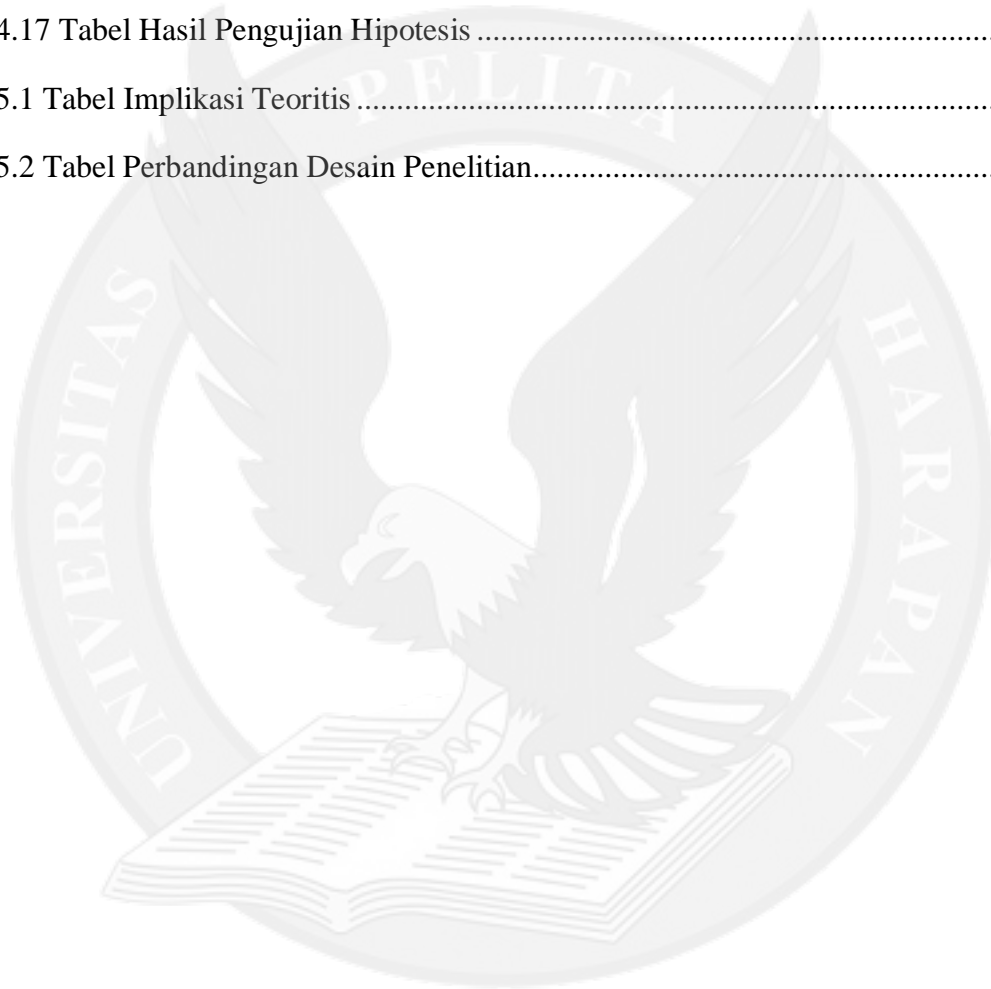 4.17 Tabel Hasil Pengujian Hipotesis ....................................................................................
5.1 Tabel Implikasi Teoritis ....................................................................................................
5.2 Tabel Perbandingan Desain Penelitian............................................................................
UNIVERSITAS PELITA HARAPAN